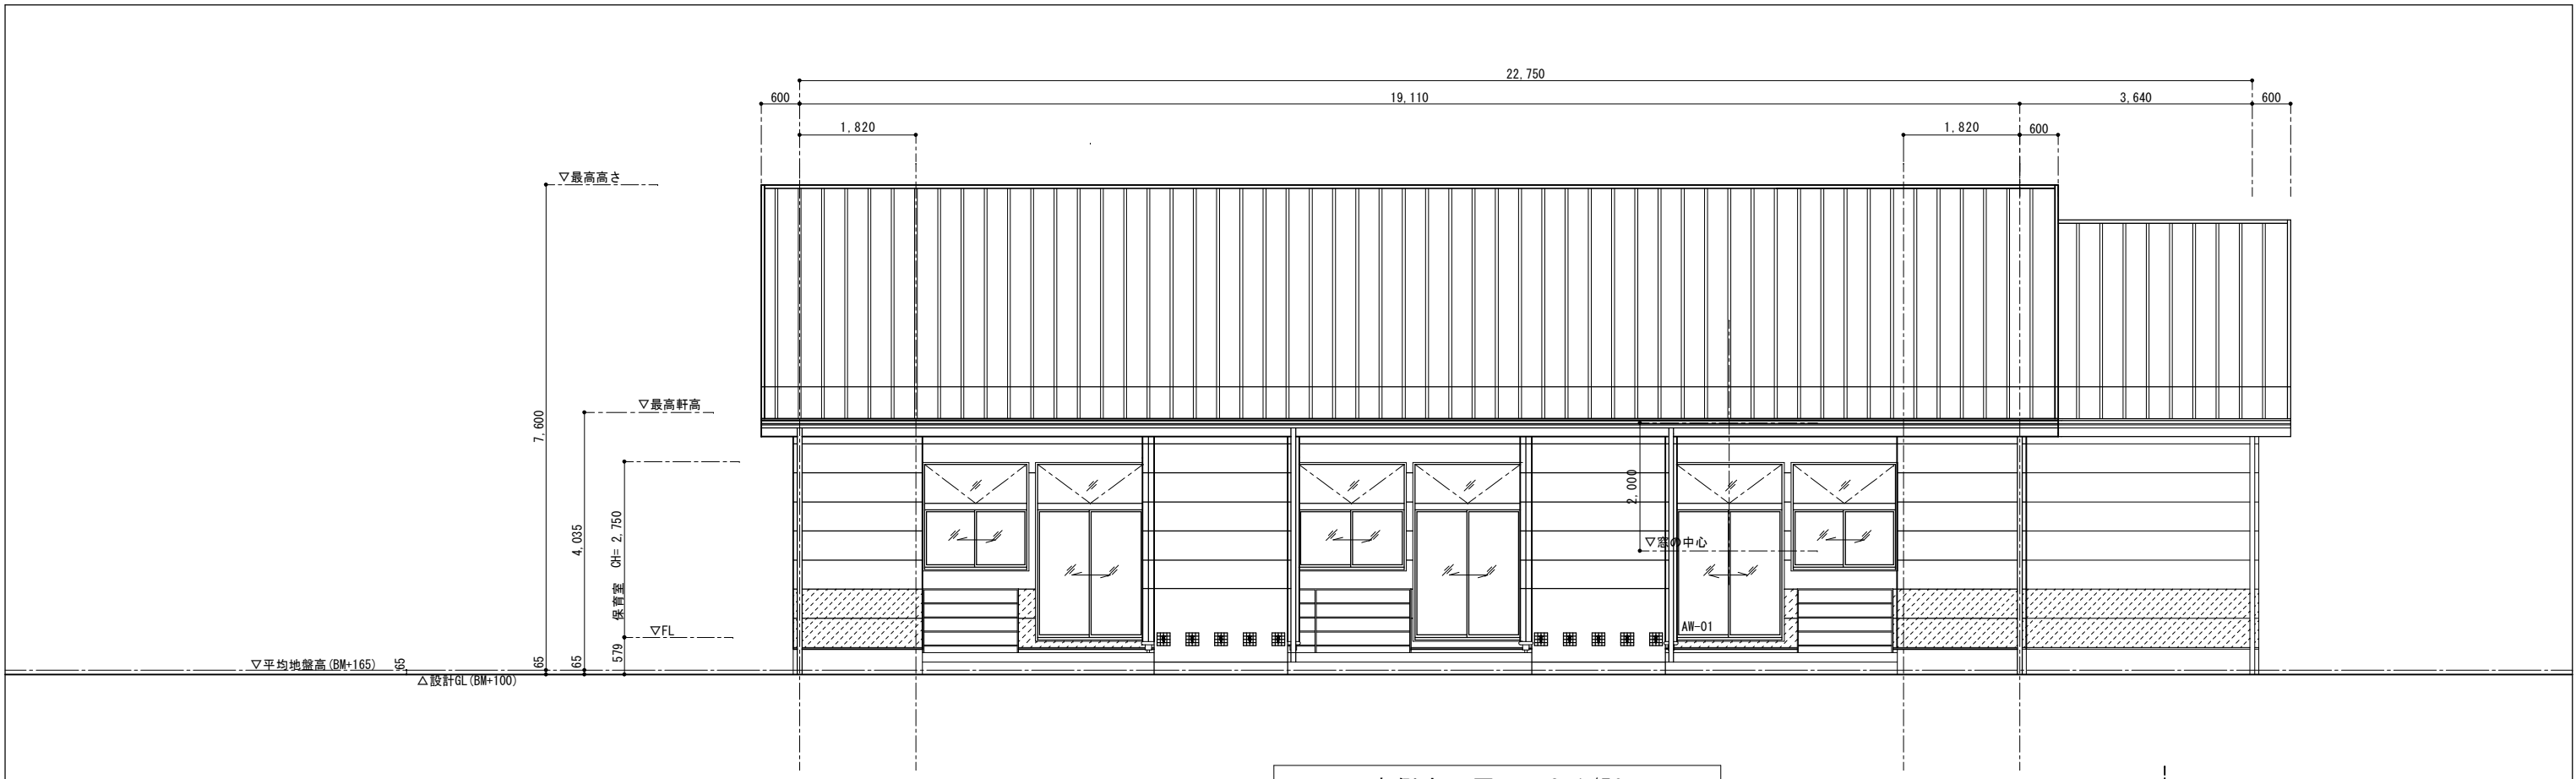 22,750
600 19,110 3,640 600
1,820 1,820 600
▽最高高さ
▽最高軒高
7,600
4,035
保育室 CH= 2,750
2,000
▽窓の中心
AW-01
▽FL
579
65
65
65
▽平均地盤高(BM+165)
△設計GL(BM+100)